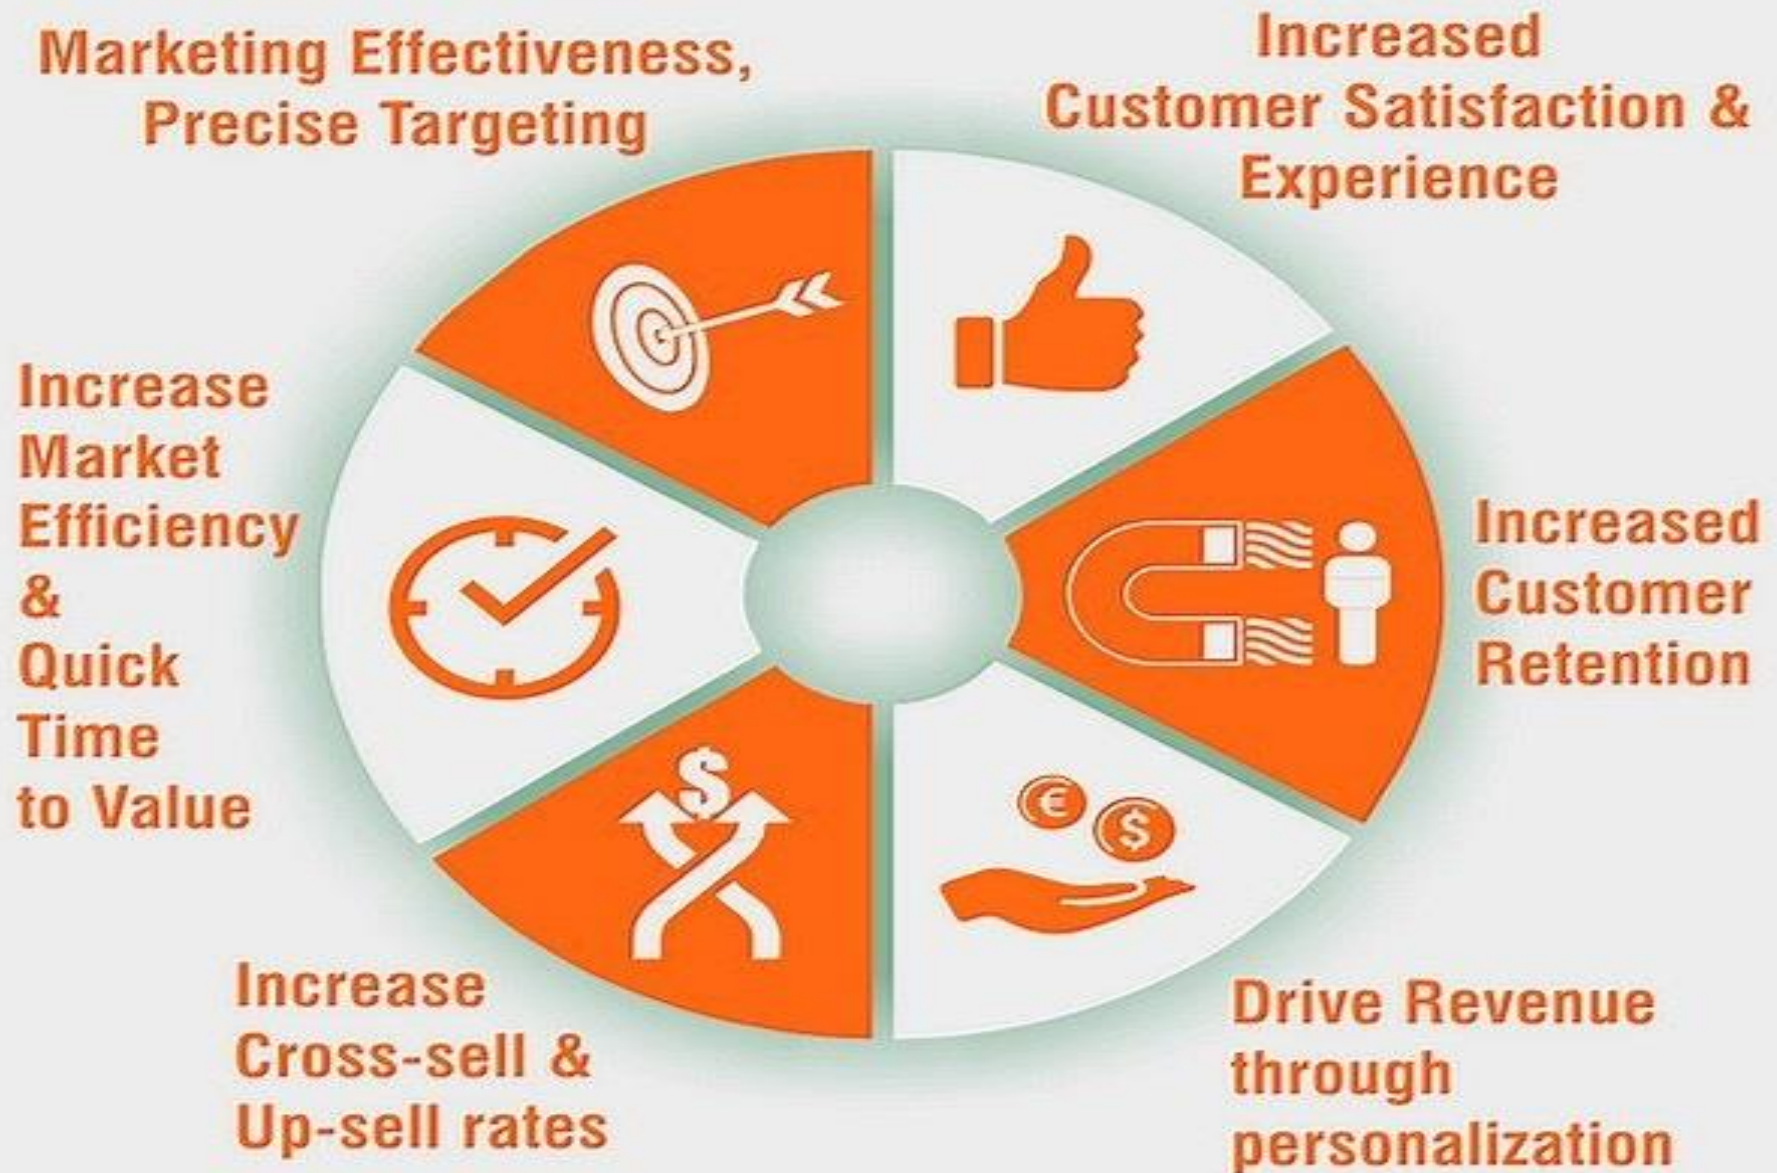 Marketing Effectiveness,
Precise Targeting
Increased
Customer Satisfaction &
Experience
Increased
Customer
Retention
Drive Revenue
through
personalization
Increase
Cross-sell &
Up-sell rates
Increase
Market
Efficiency
&
Quick
Time
to Value
$
€
$